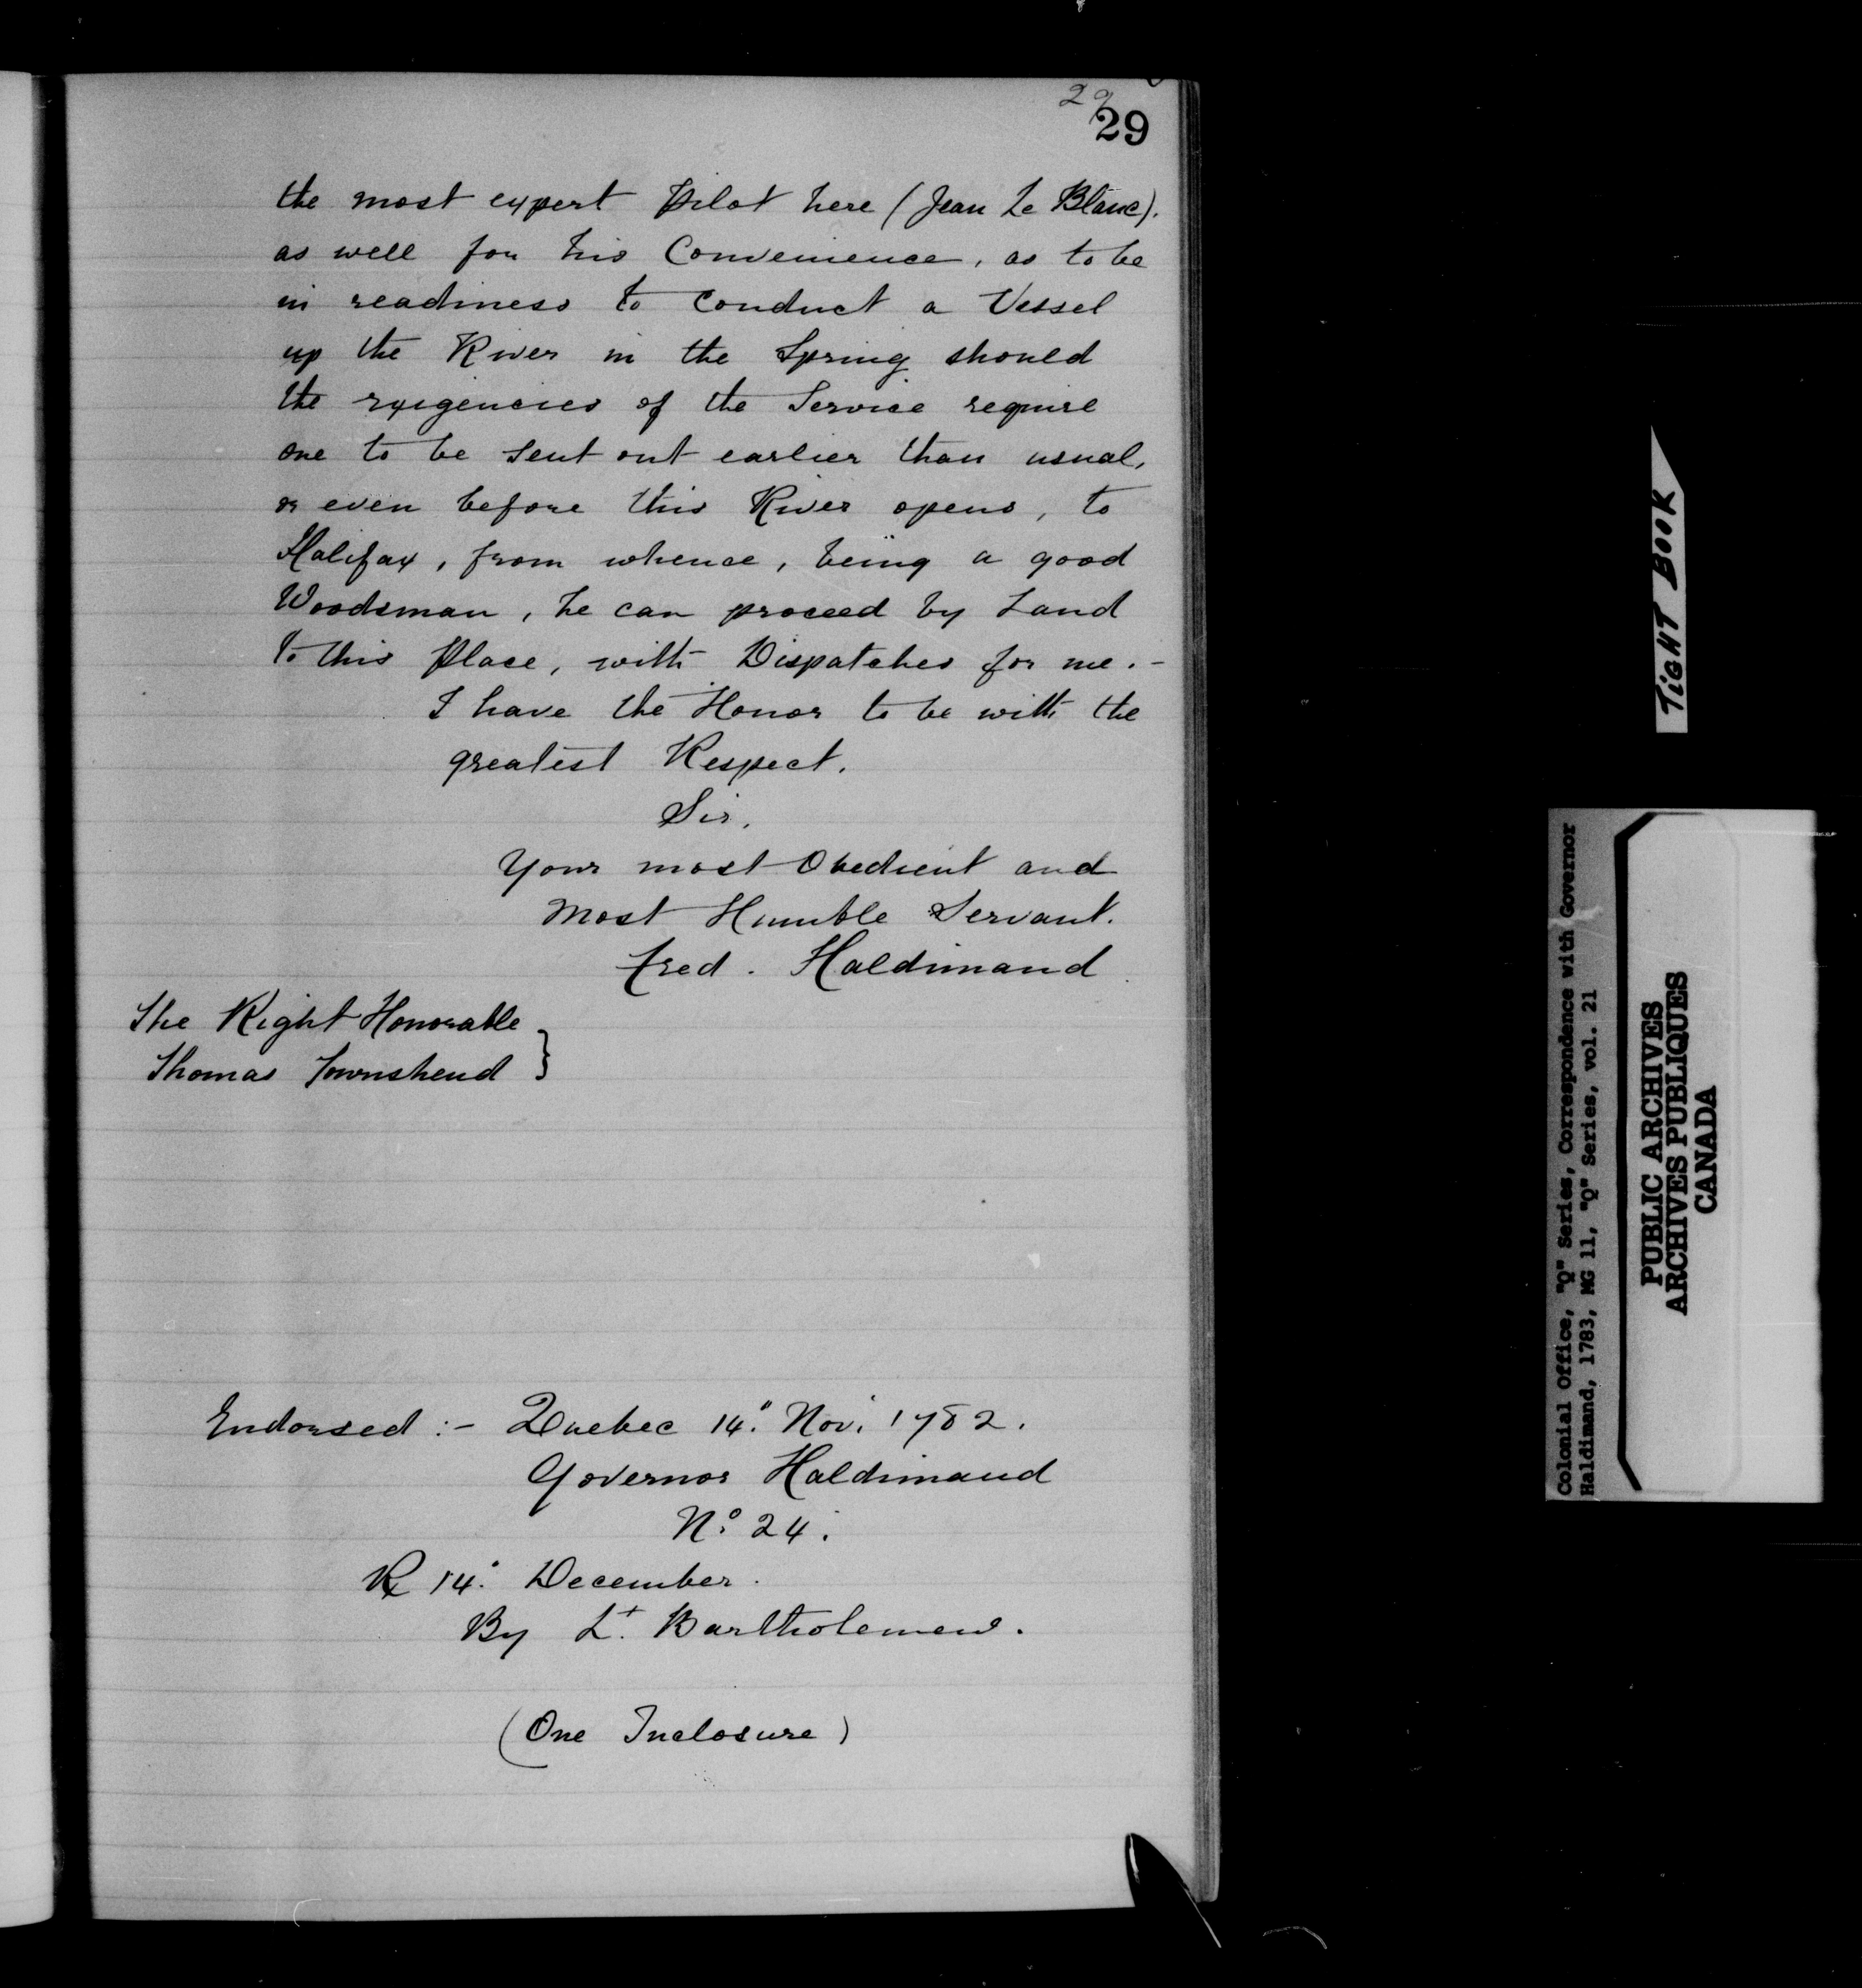 29
29
the most expert Pilot here (Jean Le Blanc).
as well for his Convenience, as to be
in readiness to Conduct a Vessel
up the River in the Spring should
the exigencies of the Service require
one to be sent out earlier than usual,
or even before this River opens, to
Halifax, from whence, being a good
Woodsman, he can proceed by Land
to this Place, with Dispatches for me. -
I have the Honor to be with the
greatest Respect.
Sir,
Your most Obedient and
Most Humble Servant.
Fred. Haldimand
The Right Honorable
Thomas Townshend }
Endorsed :- Quebec 14.° Nov. 1782.
Governor Haldimand
N.° 24.
R 14.° December.
By L.t Bartholemew.
(One Inclosure)
TIGHT BOOK
Colonial Office, "Q" Series, Correspondence with Governor
Haldimand, 1783, MG 11, "Q" Series, vol. 21
PUBLIC ARCHIVES
ARCHIVES PUBLIQUES
CANADA